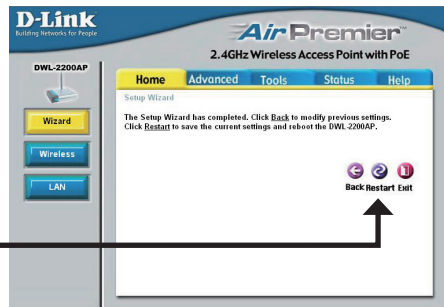 D-Link
Building Networks for People
Air Premier™
2.4GHz Wireless Access Point with PoE
DWL-2200AP
Home Advanced Tools Status Help
Setup Wizard
The Setup Wizard has completed. Click Back to modify previous settings.
Click Restart to save the current settings and reboot the DWL-2200AP.
Wizard
Wireless
LAN
Back Restart Exit